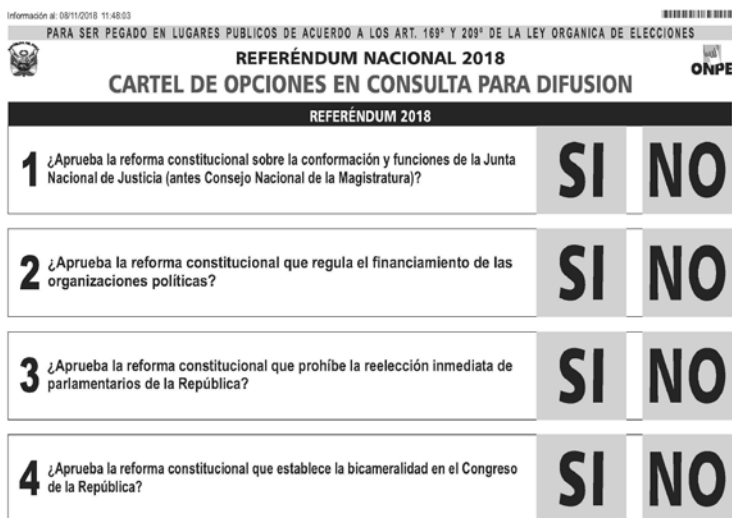 Información al: 08/11/2018 11:48:03
PARA SER PEGADO EN LUGARES PUBLICOS DE ACUERDO A LOS ART. 169° Y 209° DE LA LEY ORGANICA DE ELECCIONES
REFERÉNDUM NACIONAL 2018
ONPE
CARTEL DE OPCIONES EN CONSULTA PARA DIFUSION
REFERÉNDUM 2018
1 ¿Aprueba la reforma constitucional sobre la conformación y funciones de la Junta
Nacional de Justicia (antes Consejo Nacional de la Magistratura)?
SI NO
2 ¿Aprueba la reforma constitucional que regula el financiamiento de las
organizaciones políticas?
SI NO
3 ¿Aprueba la reforma constitucional que prohíbe la reelección inmediata de
parlamentarios de la República?
SI NO
4 ¿Aprueba la reforma constitucional que establece la bicameralidad en el Congreso
de la República?
SI NO